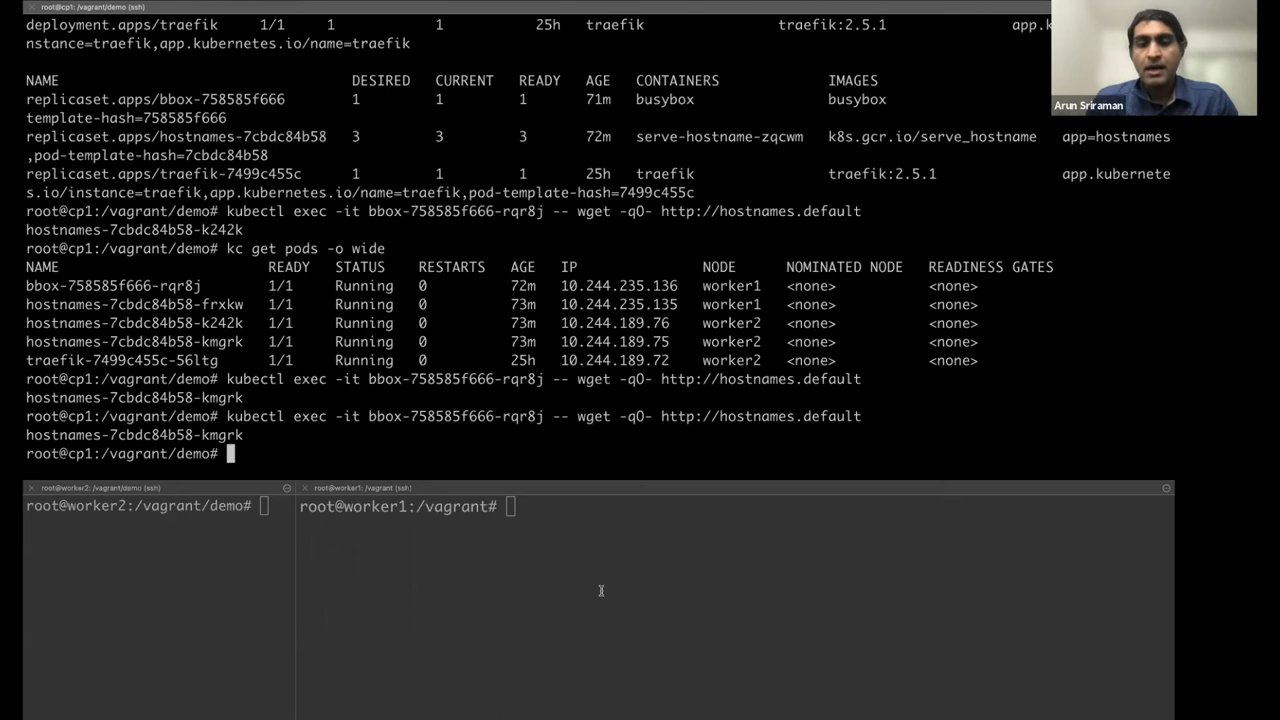 root@cp1: /vagrant/demo (ssh)
deployment.apps/traefik 1/1 1 1 25h traefik traefik:2.5.1 app.k
nstance=traefik,app.kubernetes.io/name=traefik
NAME DESIRED CURRENT READY AGE CONTAINERS IMAGES
replicaset.apps/bbox-758585f666 1 1 1 71m busybox busybox
template-hash=758585f666
replicaset.apps/hostnames-7cbdc84b58 3 3 3 72m serve-hostname-zqcwm k8s.gcr.io/serve_hostname app=hostnames
,pod-template-hash=7cbdc84b58
replicaset.apps/traefik-7499c455c 1 1 1 25h traefik traefik:2.5.1 app.kubernete
s.io/instance=traefik,app.kubernetes.io/name=traefik,pod-template-hash=7499c455c
root@cp1:/vagrant/demo# kubectl exec -it bbox-758585f666-rqr8j -- wget -qO- http://hostnames.default
hostnames-7cbdc84b58-k242k
root@cp1:/vagrant/demo# kc get pods -o wide
NAME READY STATUS RESTARTS AGE IP NODE NOMINATED NODE READINESS GATES
bbox-758585f666-rqr8j 1/1 Running 0 72m 10.244.235.136 worker1 <none> <none>
hostnames-7cbdc84b58-frxkw 1/1 Running 0 73m 10.244.235.135 worker1 <none> <none>
hostnames-7cbdc84b58-k242k 1/1 Running 0 73m 10.244.189.76 worker2 <none> <none>
hostnames-7cbdc84b58-kmgrk 1/1 Running 0 73m 10.244.189.75 worker2 <none> <none>
traefik-7499c455c-56ltg 1/1 Running 0 25h 10.244.189.72 worker2 <none> <none>
root@cp1:/vagrant/demo# kubectl exec -it bbox-758585f666-rqr8j -- wget -qO- http://hostnames.default
hostnames-7cbdc84b58-kmgrk
root@cp1:/vagrant/demo# kubectl exec -it bbox-758585f666-rqr8j -- wget -qO- http://hostnames.default
hostnames-7cbdc84b58-kmgrk
root@cp1:/vagrant/demo#
Arun Sriraman
root@worker2: /vagrant/demo (ssh)
root@worker2:/vagrant/demo#
root@worker1: /vagrant (ssh)
root@worker1:/vagrant#